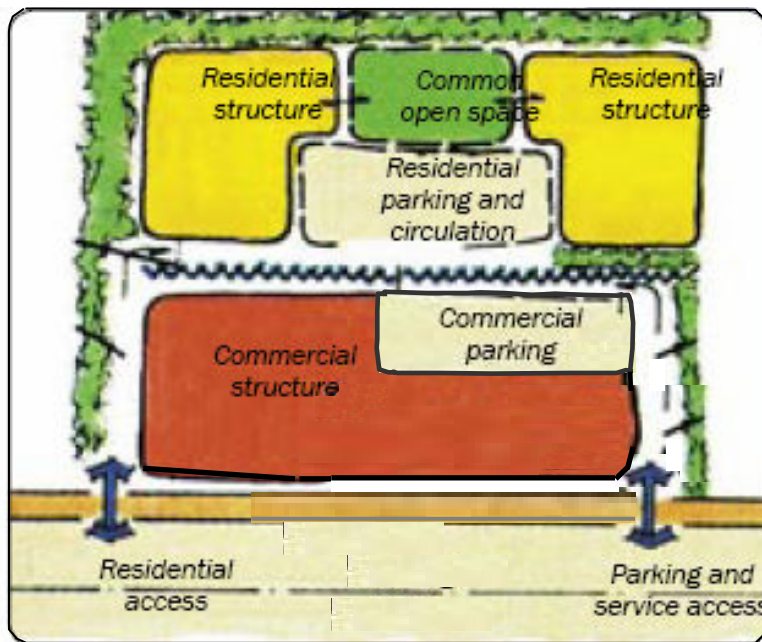 Residential
structure
Common
open space
Residential
structure
Residential
parking and
circulation
Commercial
parking
Commercial
structure
Residential
access
Parking and
service access